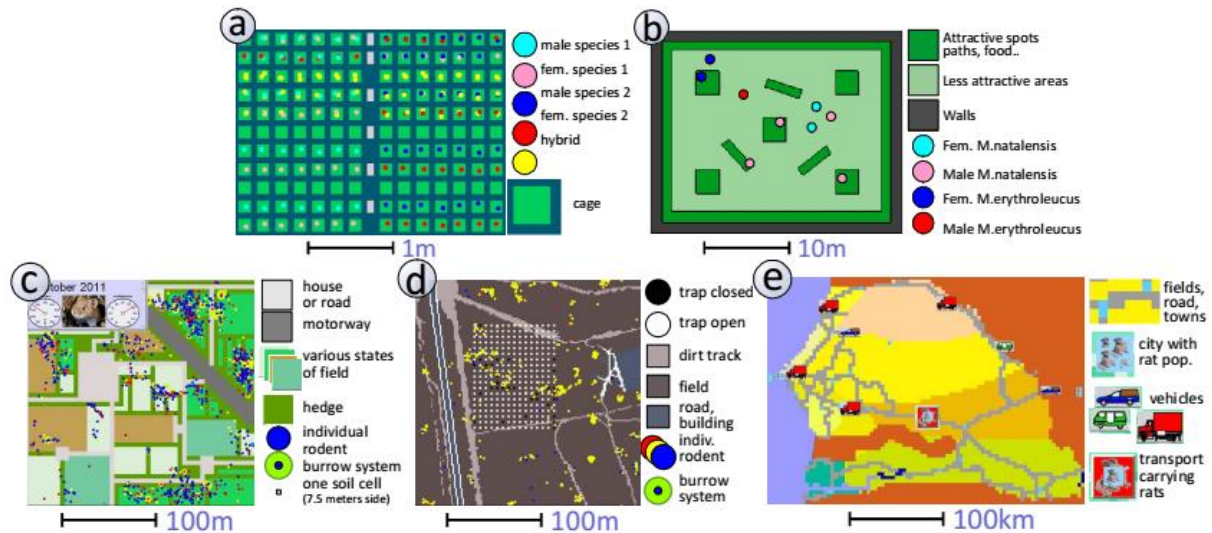 a
male species 1
fem. species 1
male species 2
fem. species 2
hybrid
cage
1m
b
Attractive spots
paths, food..
Less attractive areas
Walls
Fem. M.natalensis
Male M.natalensis
Fem. M.erythroleucus
Male M.erythroleucus
10m
c
tober 2011
house
or road
motorway
various states
of field
hedge
individual
rodent
burrow system
one soil cell
(7.5 meters side)
100m
d
trap closed
trap open
dirt track
field
road,
building
indiv.
rodent
burrow
system
100m
e
fields,
road,
towns
city with
rat pop.
vehicles
transport
carrying
rats
100km